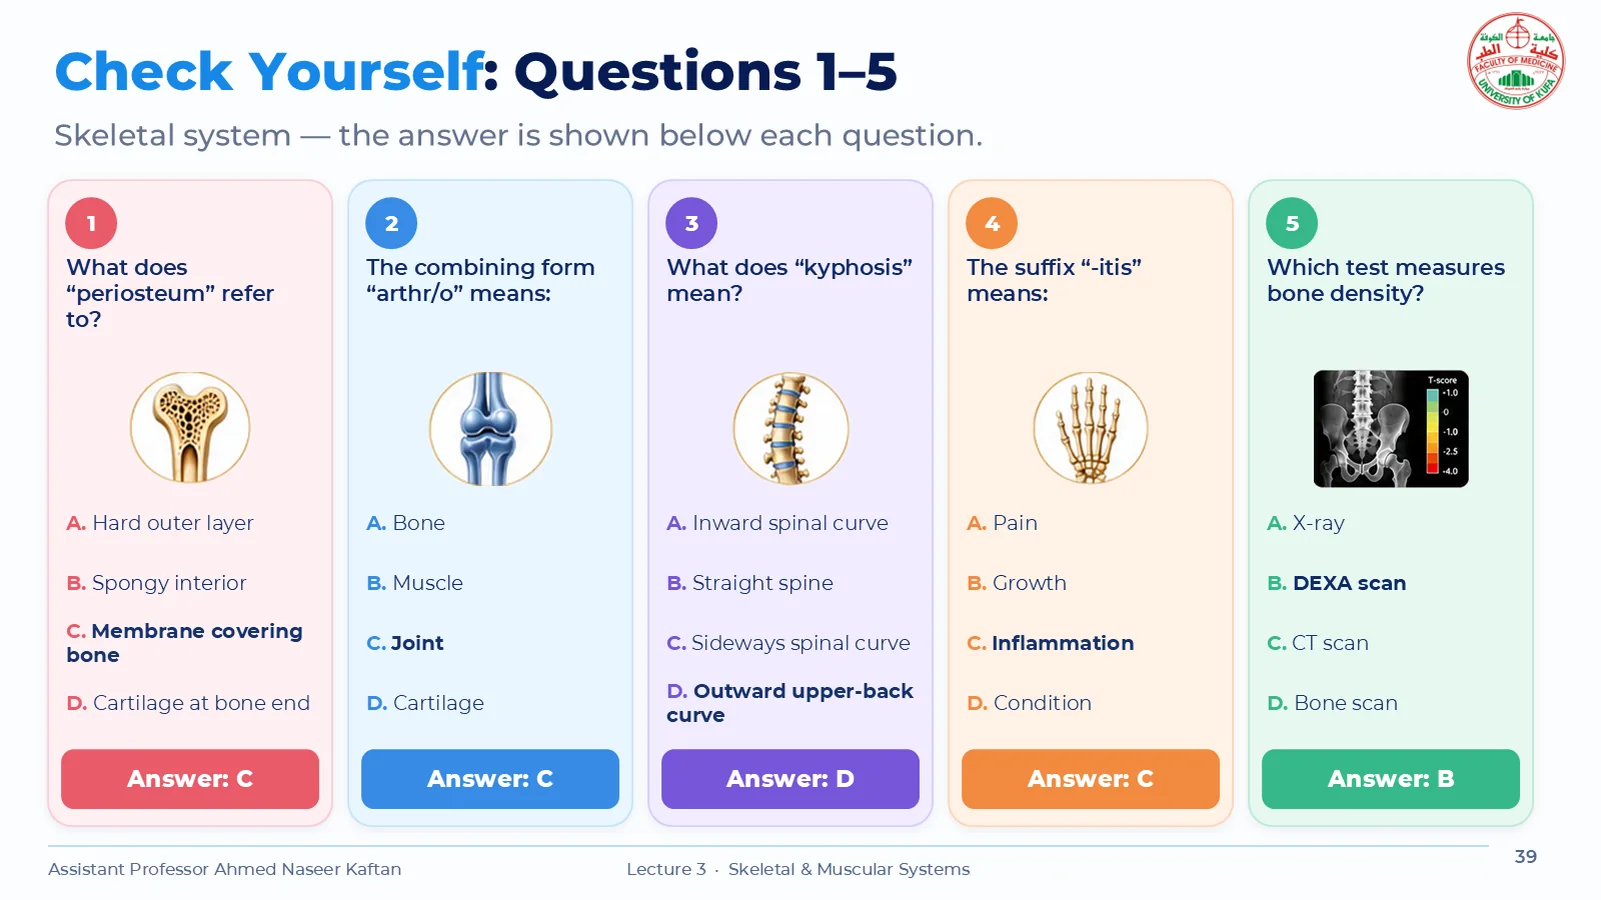 Check Yourself: Questions 1–5
Skeletal system — the answer is shown below each question.
جامعة الكوفة
كلية الطب
FACULTY OF MEDICINE
UNIVERSITY OF KUFA
1
What does
“periosteum” refer
to?
A. Hard outer layer
B. Spongy interior
C. Membrane covering
bone
D. Cartilage at bone end
Answer: C
2
The combining form
“arthr/o” means:
A. Bone
B. Muscle
C. Joint
D. Cartilage
Answer: C
3
What does “kyphosis”
mean?
A. Inward spinal curve
B. Straight spine
C. Sideways spinal curve
D. Outward upper-back
curve
Answer: D
4
The suffix “-itis”
means:
A. Pain
B. Growth
C. Inflammation
D. Condition
Answer: C
5
Which test measures
bone density?
T-score
+1.0
0
-1.0
-2.5
-4.0
A. X-ray
B. DEXA scan
C. CT scan
D. Bone scan
Answer: B
Assistant Professor Ahmed Naseer Kaftan
Lecture 3 · Skeletal & Muscular Systems
39